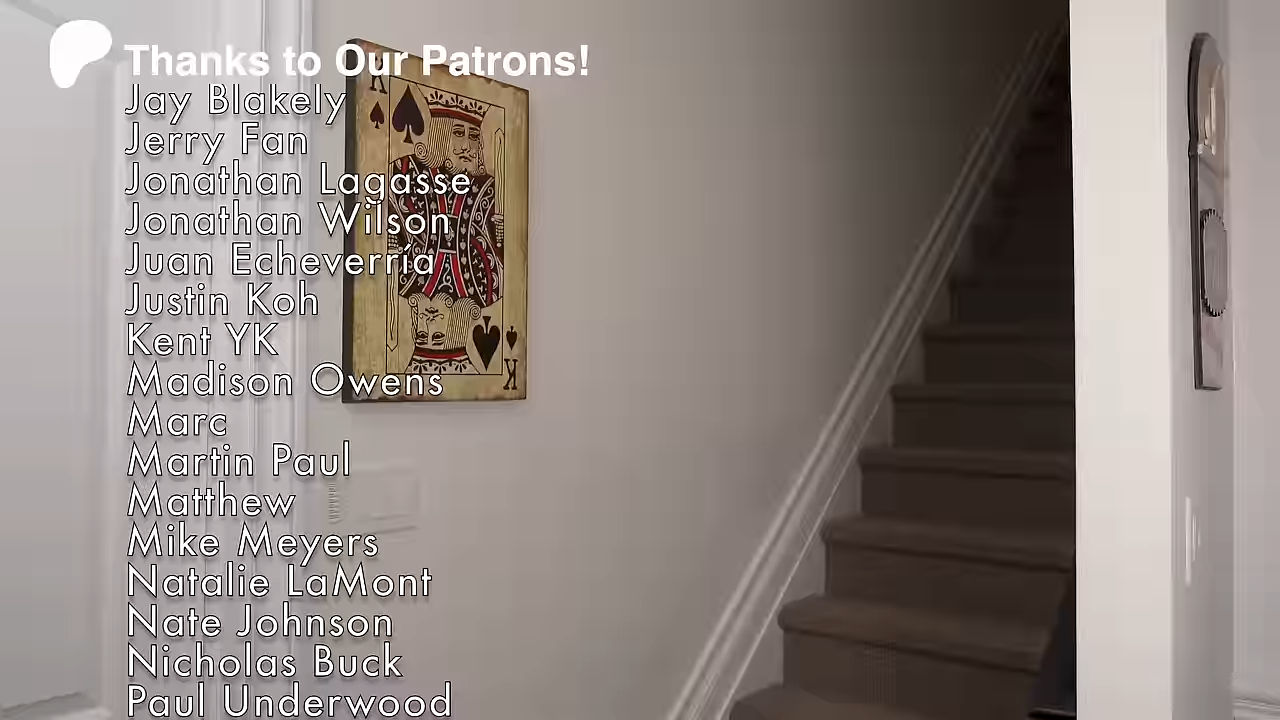 Thanks to Our Patrons!
K
Jay Blakely
Jerry Fan
Jonathan Lagasse
Jonathan Wilson
Juan Echeverría
Justin Koh
Kent YK
Madison Owens
Marc
Martin Paul
Matthew
Mike Meyers
Natalie LaMont
Nate Johnson
Nicholas Buck
Paul Underwood
K